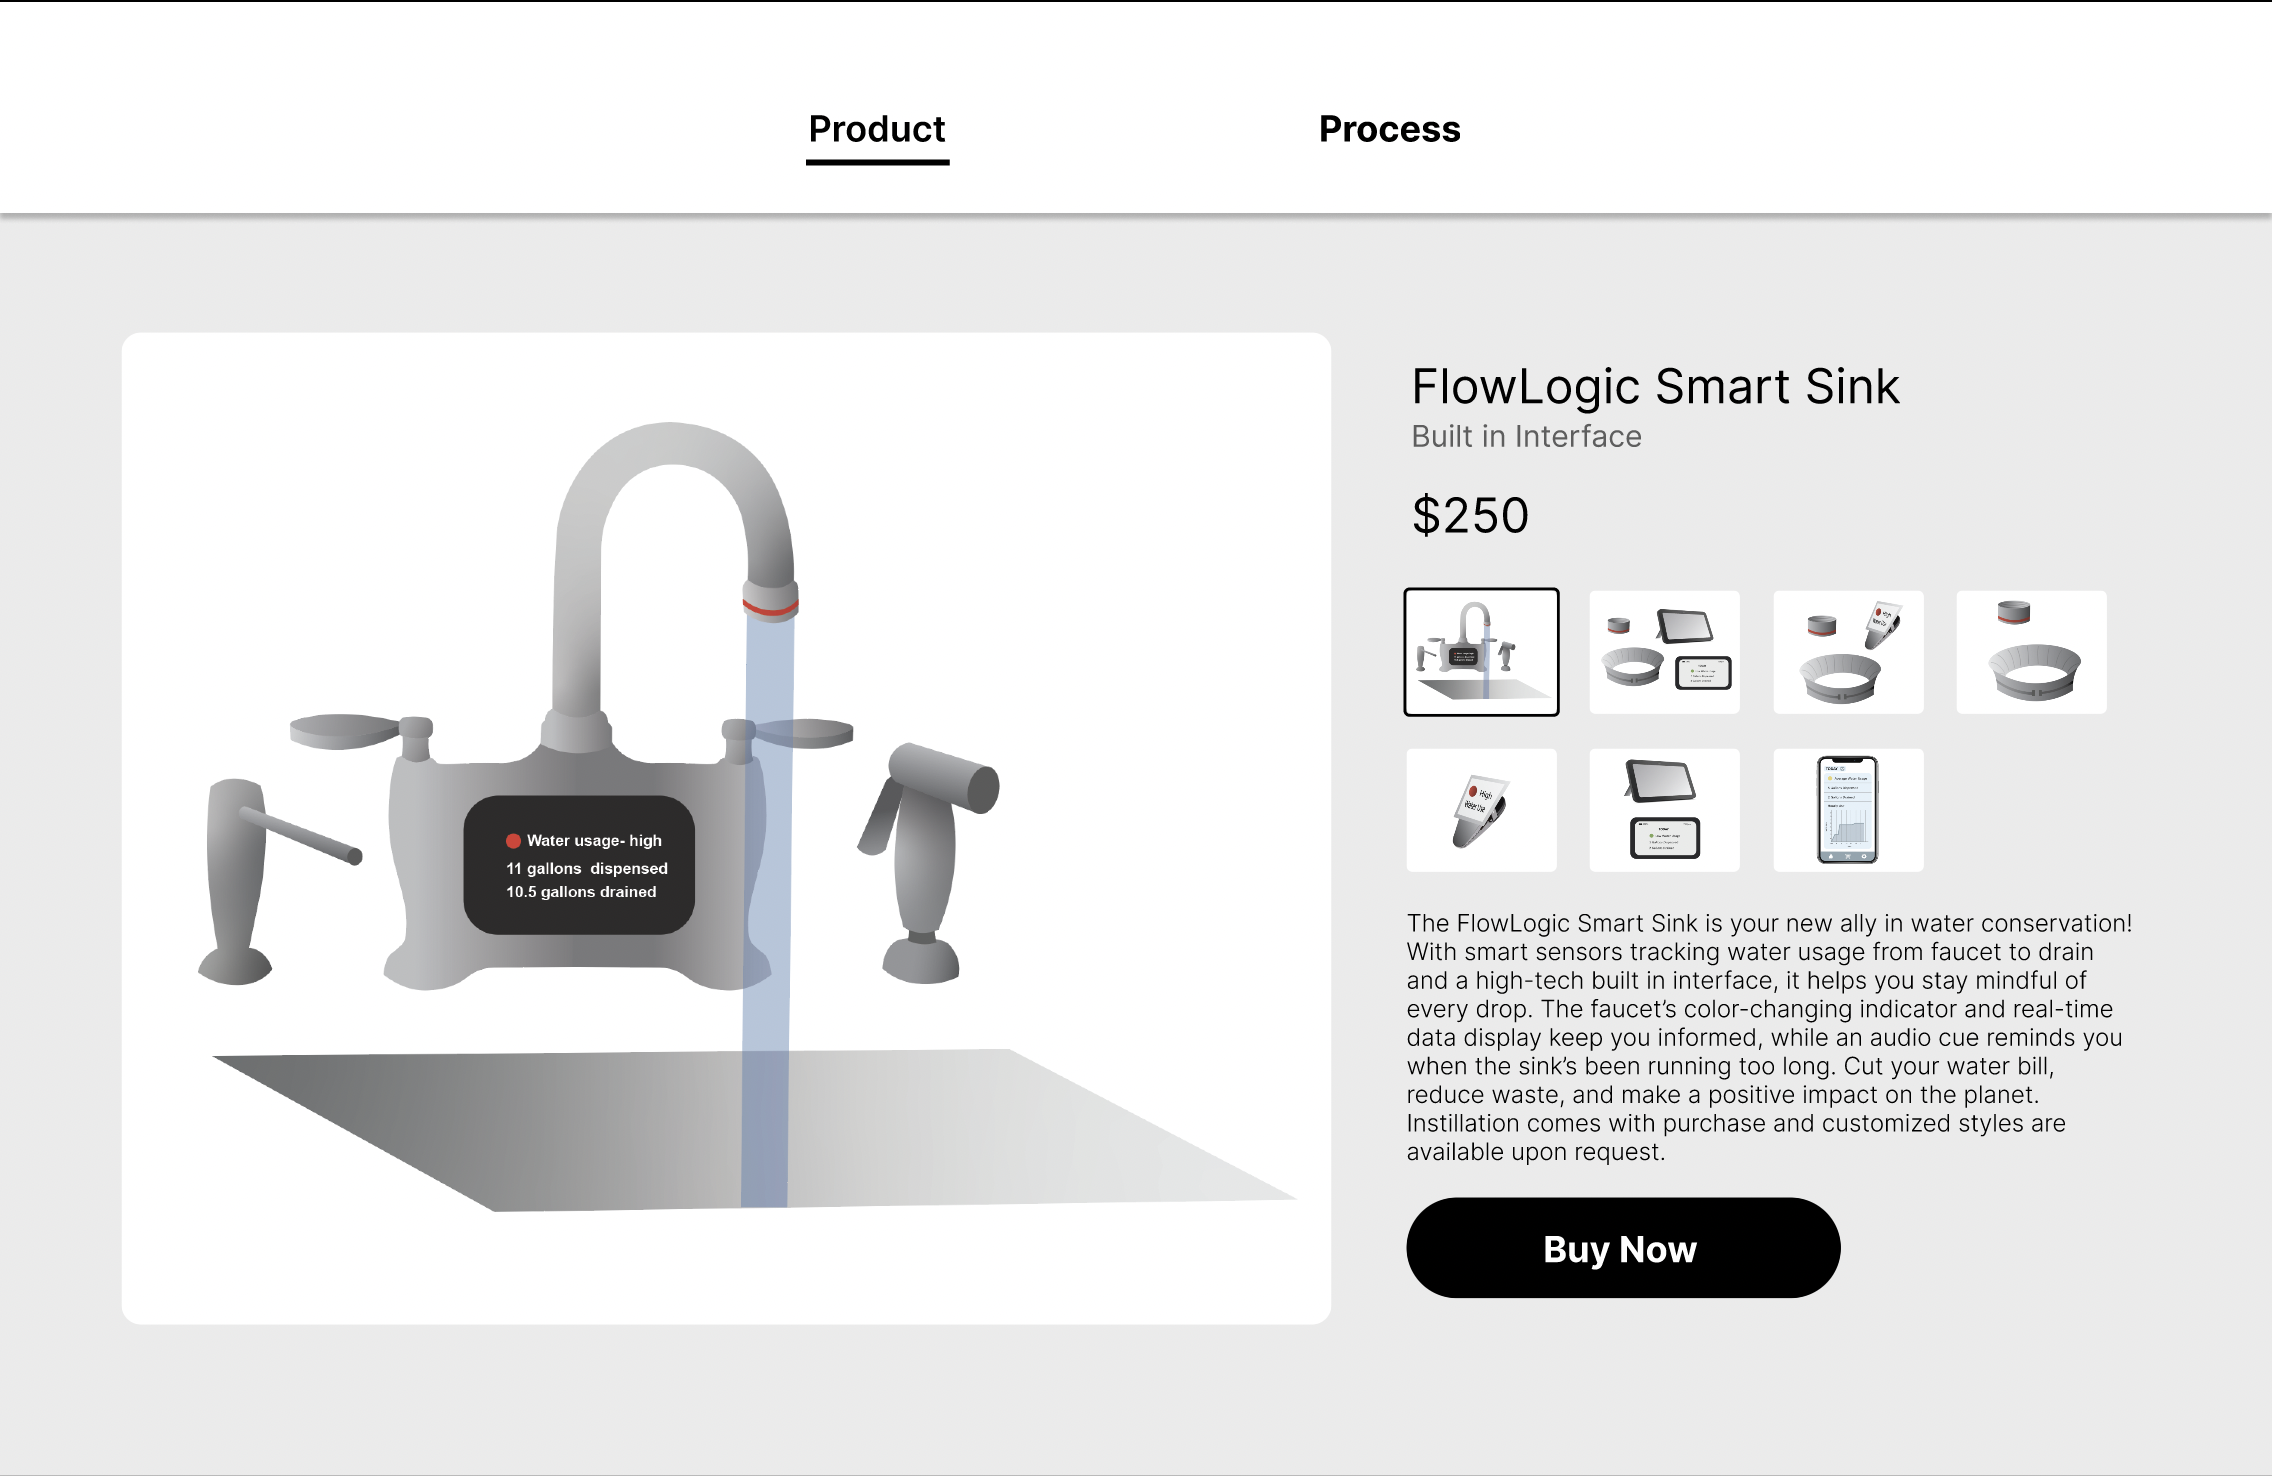 Product
Process
FlowLogic Smart Sink
Built in Interface
$250
Water usage- high
11 gallons dispensed
10.5 gallons drained
High
Water Use
The FlowLogic Smart Sink is your new ally in water conservation!
With smart sensors tracking water usage from faucet to drain
and a high-tech built in interface, it helps you stay mindful of
every drop. The faucet’s color-changing indicator and real-time
data display keep you informed, while an audio cue reminds you
when the sink’s been running too long. Cut your water bill,
reduce waste, and make a positive impact on the planet.
Instillation comes with purchase and customized styles are
available upon request.
Buy Now